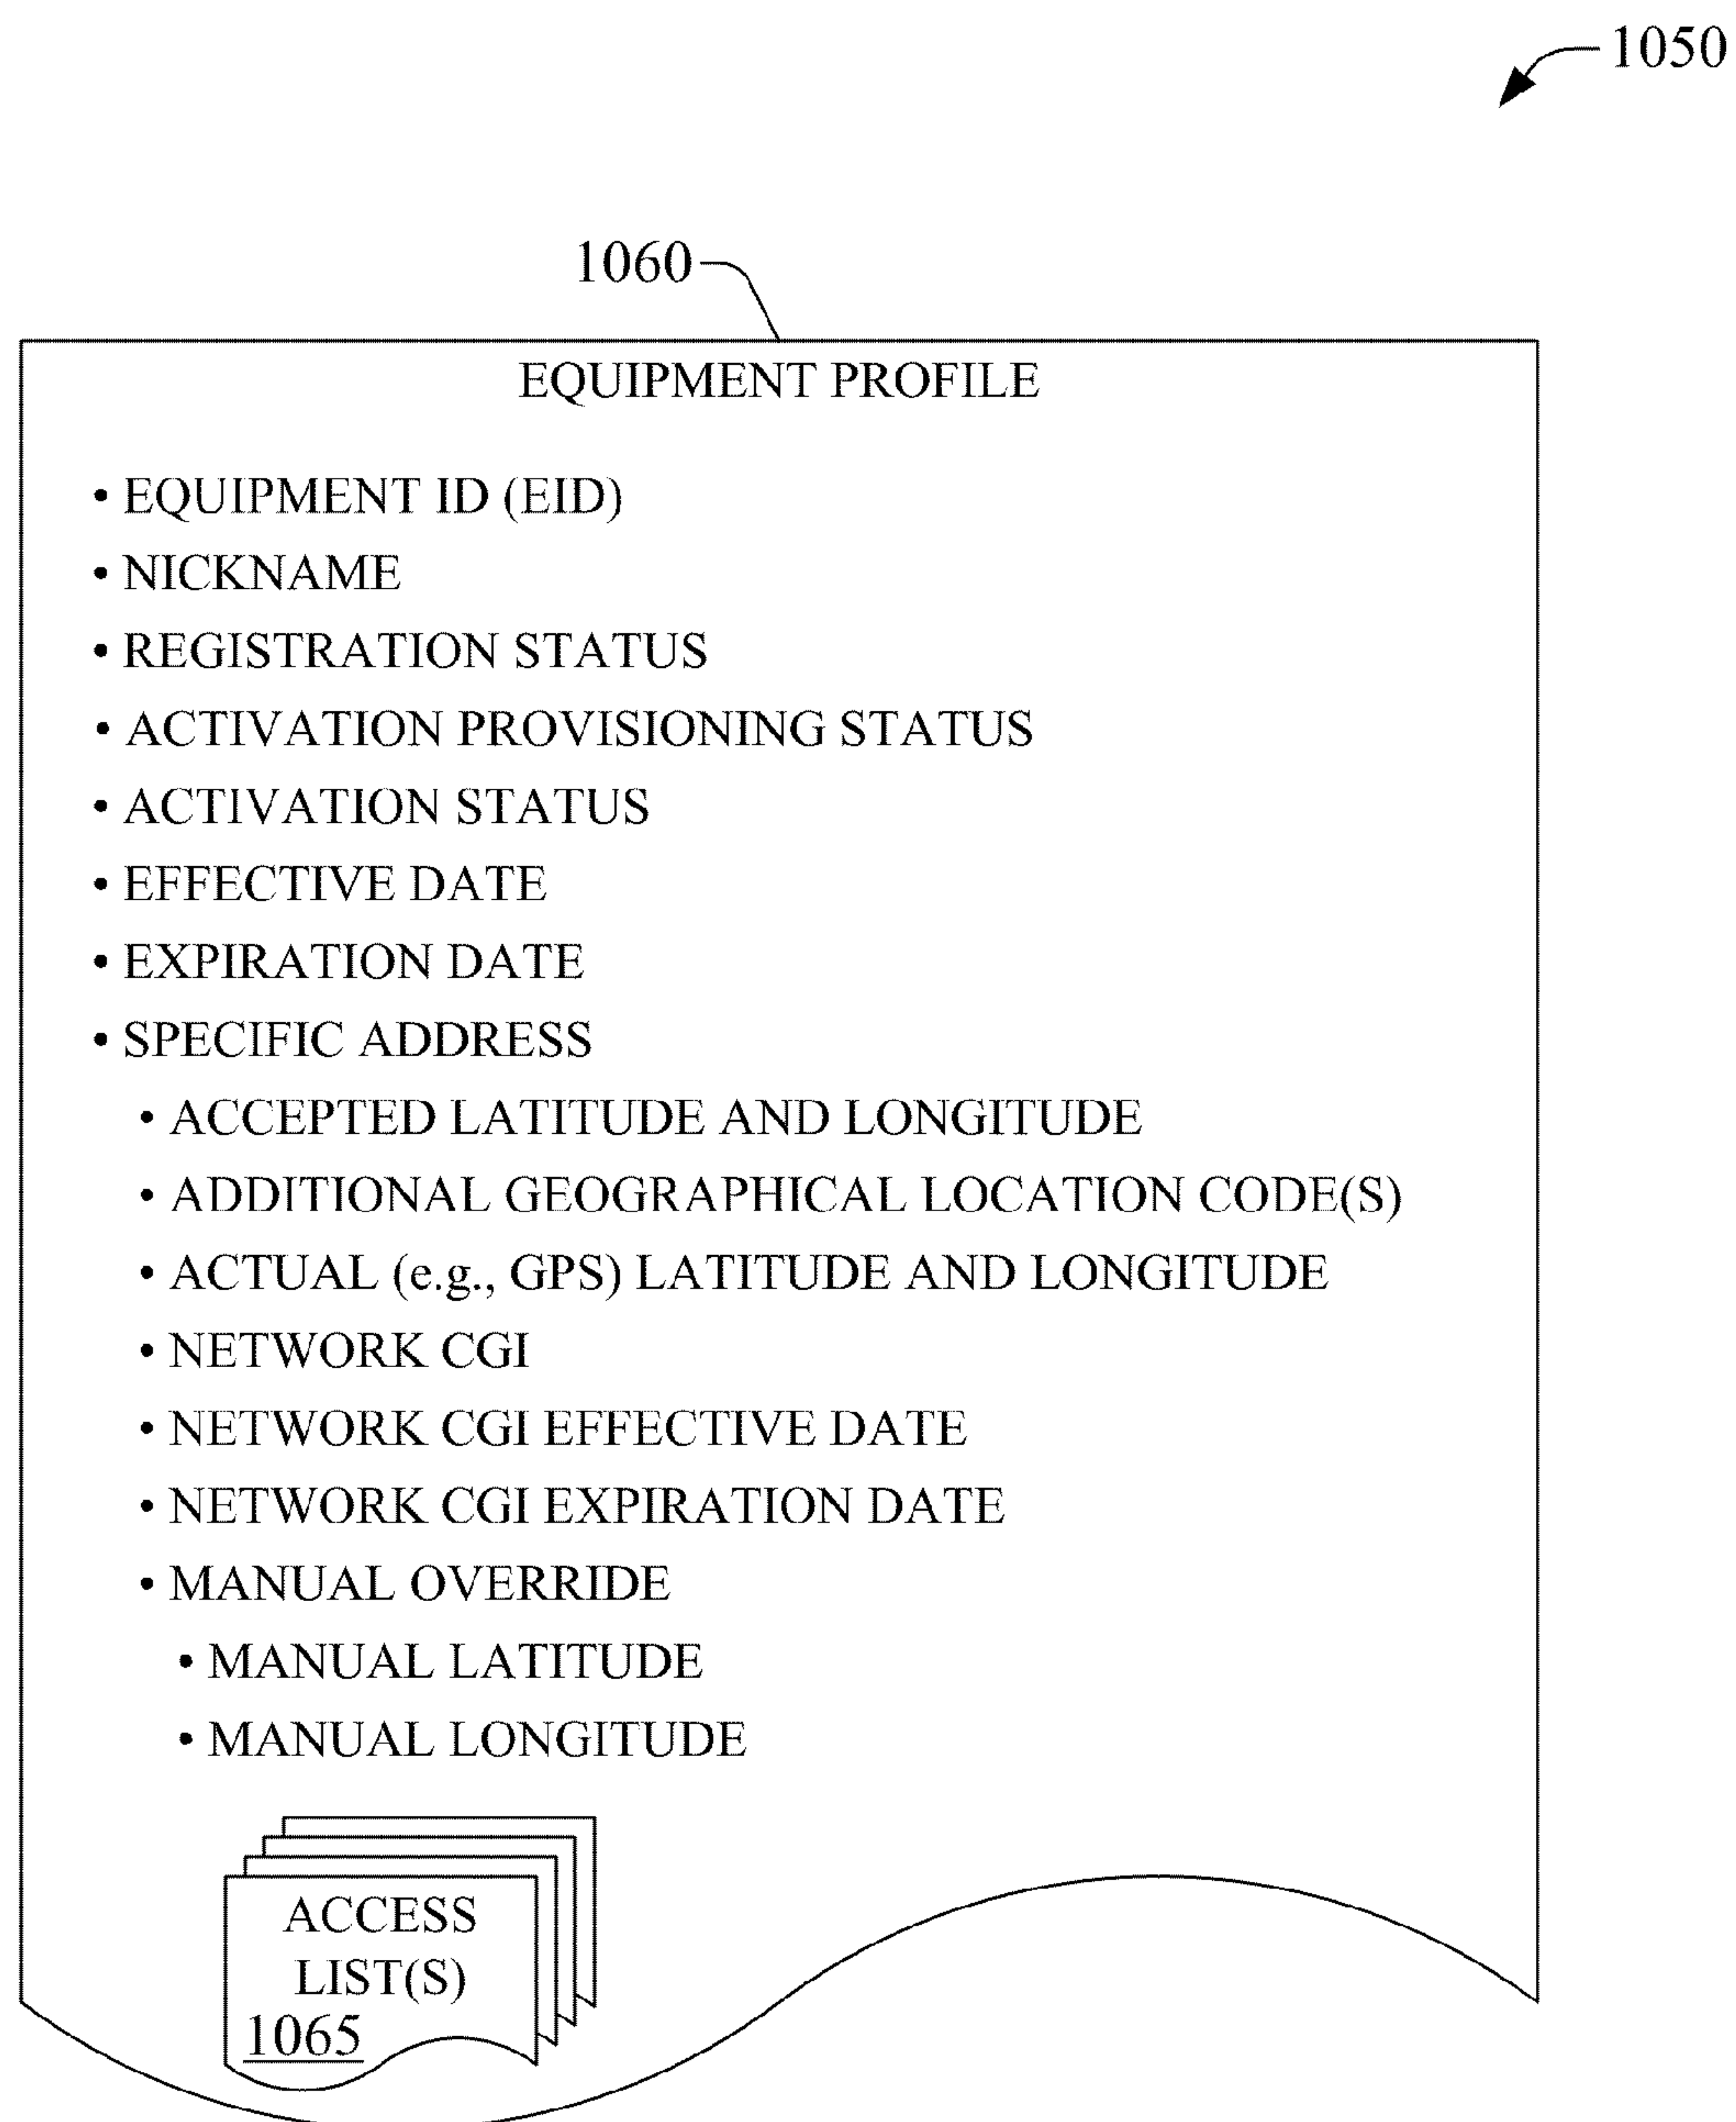 1050
1060
EQUIPMENT PROFILE
• EQUIPMENT ID (EID)
• NICKNAME
• REGISTRATION STATUS
• ACTIVATION PROVISIONING STATUS
• ACTIVATION STATUS
• EFFECTIVE DATE
• EXPIRATION DATE
• SPECIFIC ADDRESS
• ACCEPTED LATITUDE AND LONGITUDE
• ADDITIONAL GEOGRAPHICAL LOCATION CODE(S)
• ACTUAL (e.g., GPS) LATITUDE AND LONGITUDE
• NETWORK CGI
• NETWORK CGI EFFECTIVE DATE
• NETWORK CGI EXPIRATION DATE
• MANUAL OVERRIDE
• MANUAL LATITUDE
• MANUAL LONGITUDE
ACCESS
LIST(S)
1065